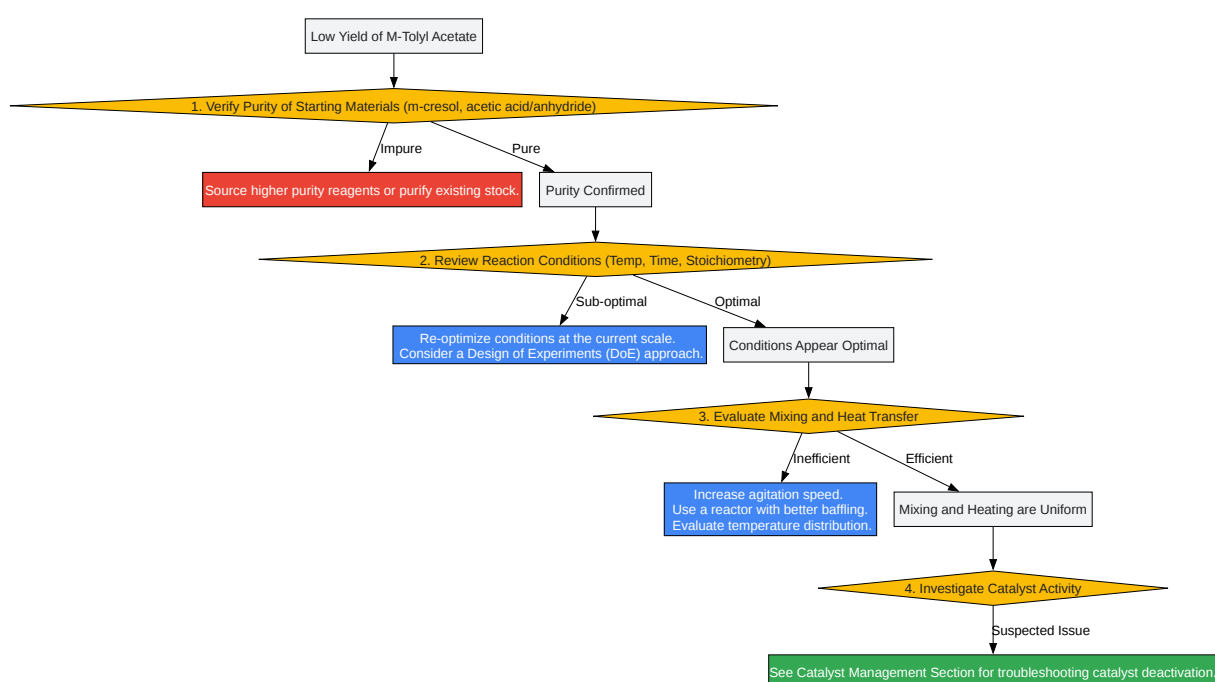 Low Yield of M-Tolyl Acetate
1. Verify Purity of Starting Materials (m-cresol, acetic acid/anhydride)
Impure
Pure
Source higher purity reagents or purify existing stock.
Purity Confirmed
2. Review Reaction Conditions (Temp, Time, Stoichiometry)
Sub-optimal
Optimal
Re-optimize conditions at the current scale.
Consider a Design of Experiments (DoE) approach.
Conditions Appear Optimal
3. Evaluate Mixing and Heat Transfer
Inefficient
Efficient
Increase agitation speed.
Use a reactor with better baffling.
Evaluate temperature distribution.
Mixing and Heating are Uniform
4. Investigate Catalyst Activity
Suspected Issue
See Catalyst Management Section for troubleshooting catalyst deactivation.